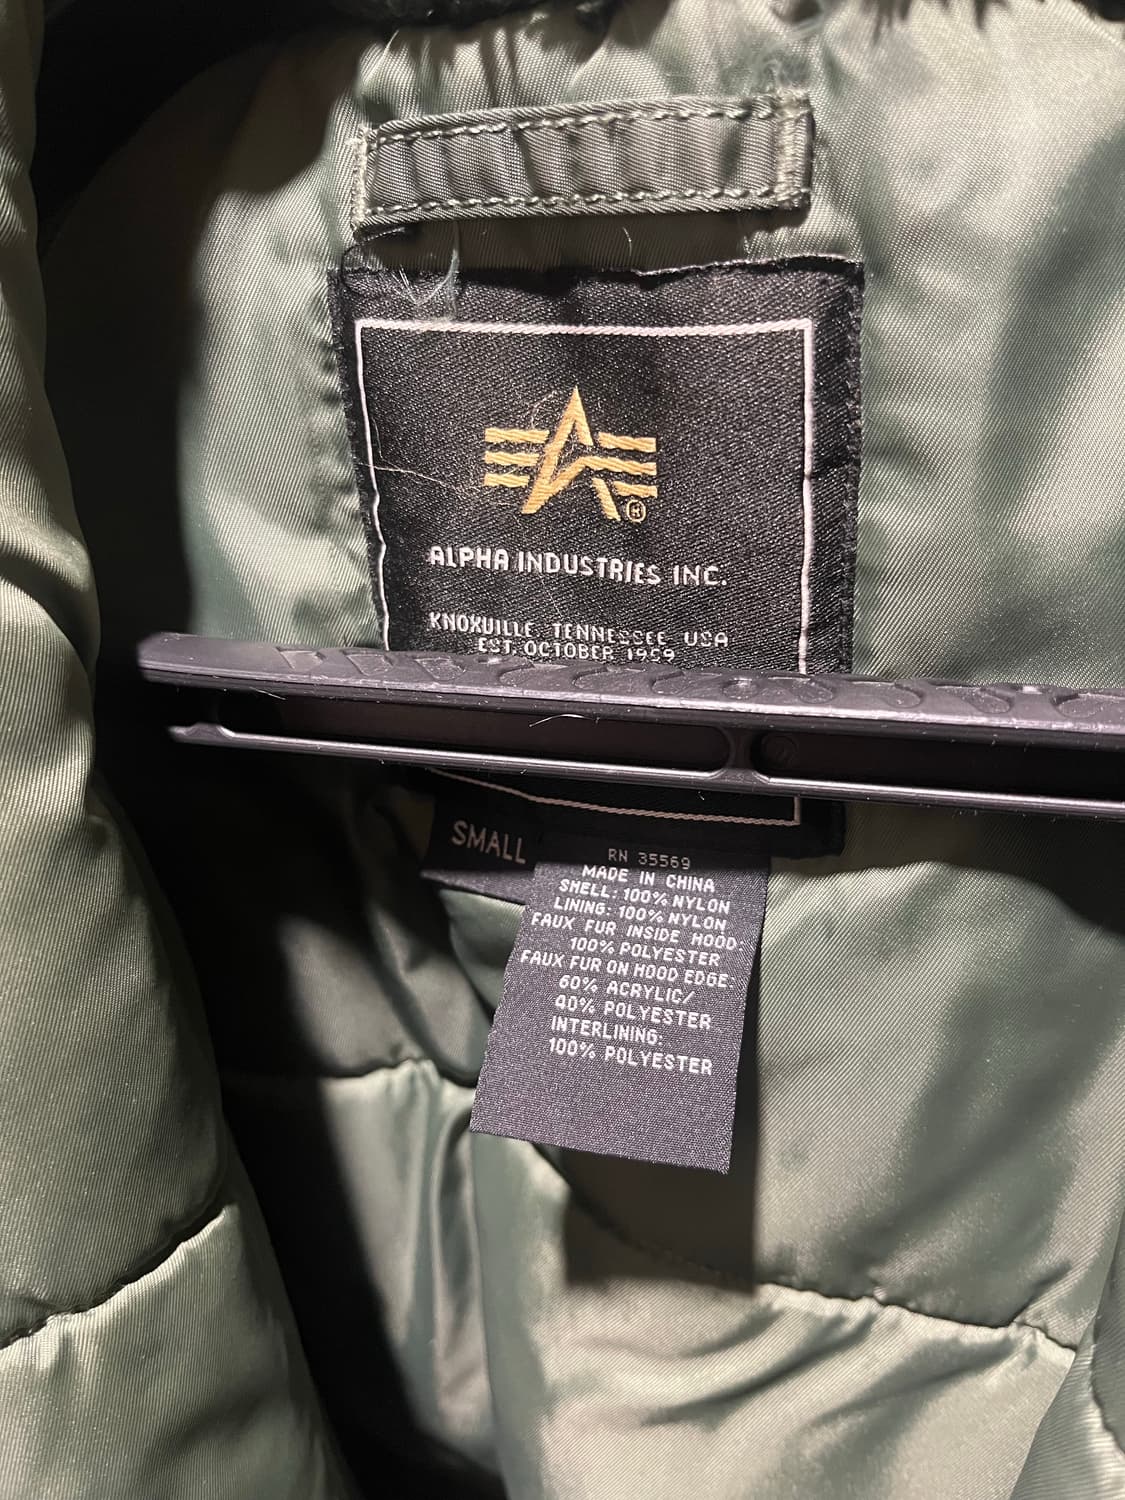 ®
ALPHA INDUSTRIES INC.
KNOXVILLE TENNESSEE USA
EST. OCTOBER 1959
SMALL
RN 35569
MADE IN CHINA
SHELL: 100% NYLON
LINING: 100% NYLON
FAUX FUR INSIDE HOOD:
100% POLYESTER
FAUX FUR ON HOOD EDGE:
60% ACRYLIC/
40% POLYESTER
INTERLINING:
100% POLYESTER